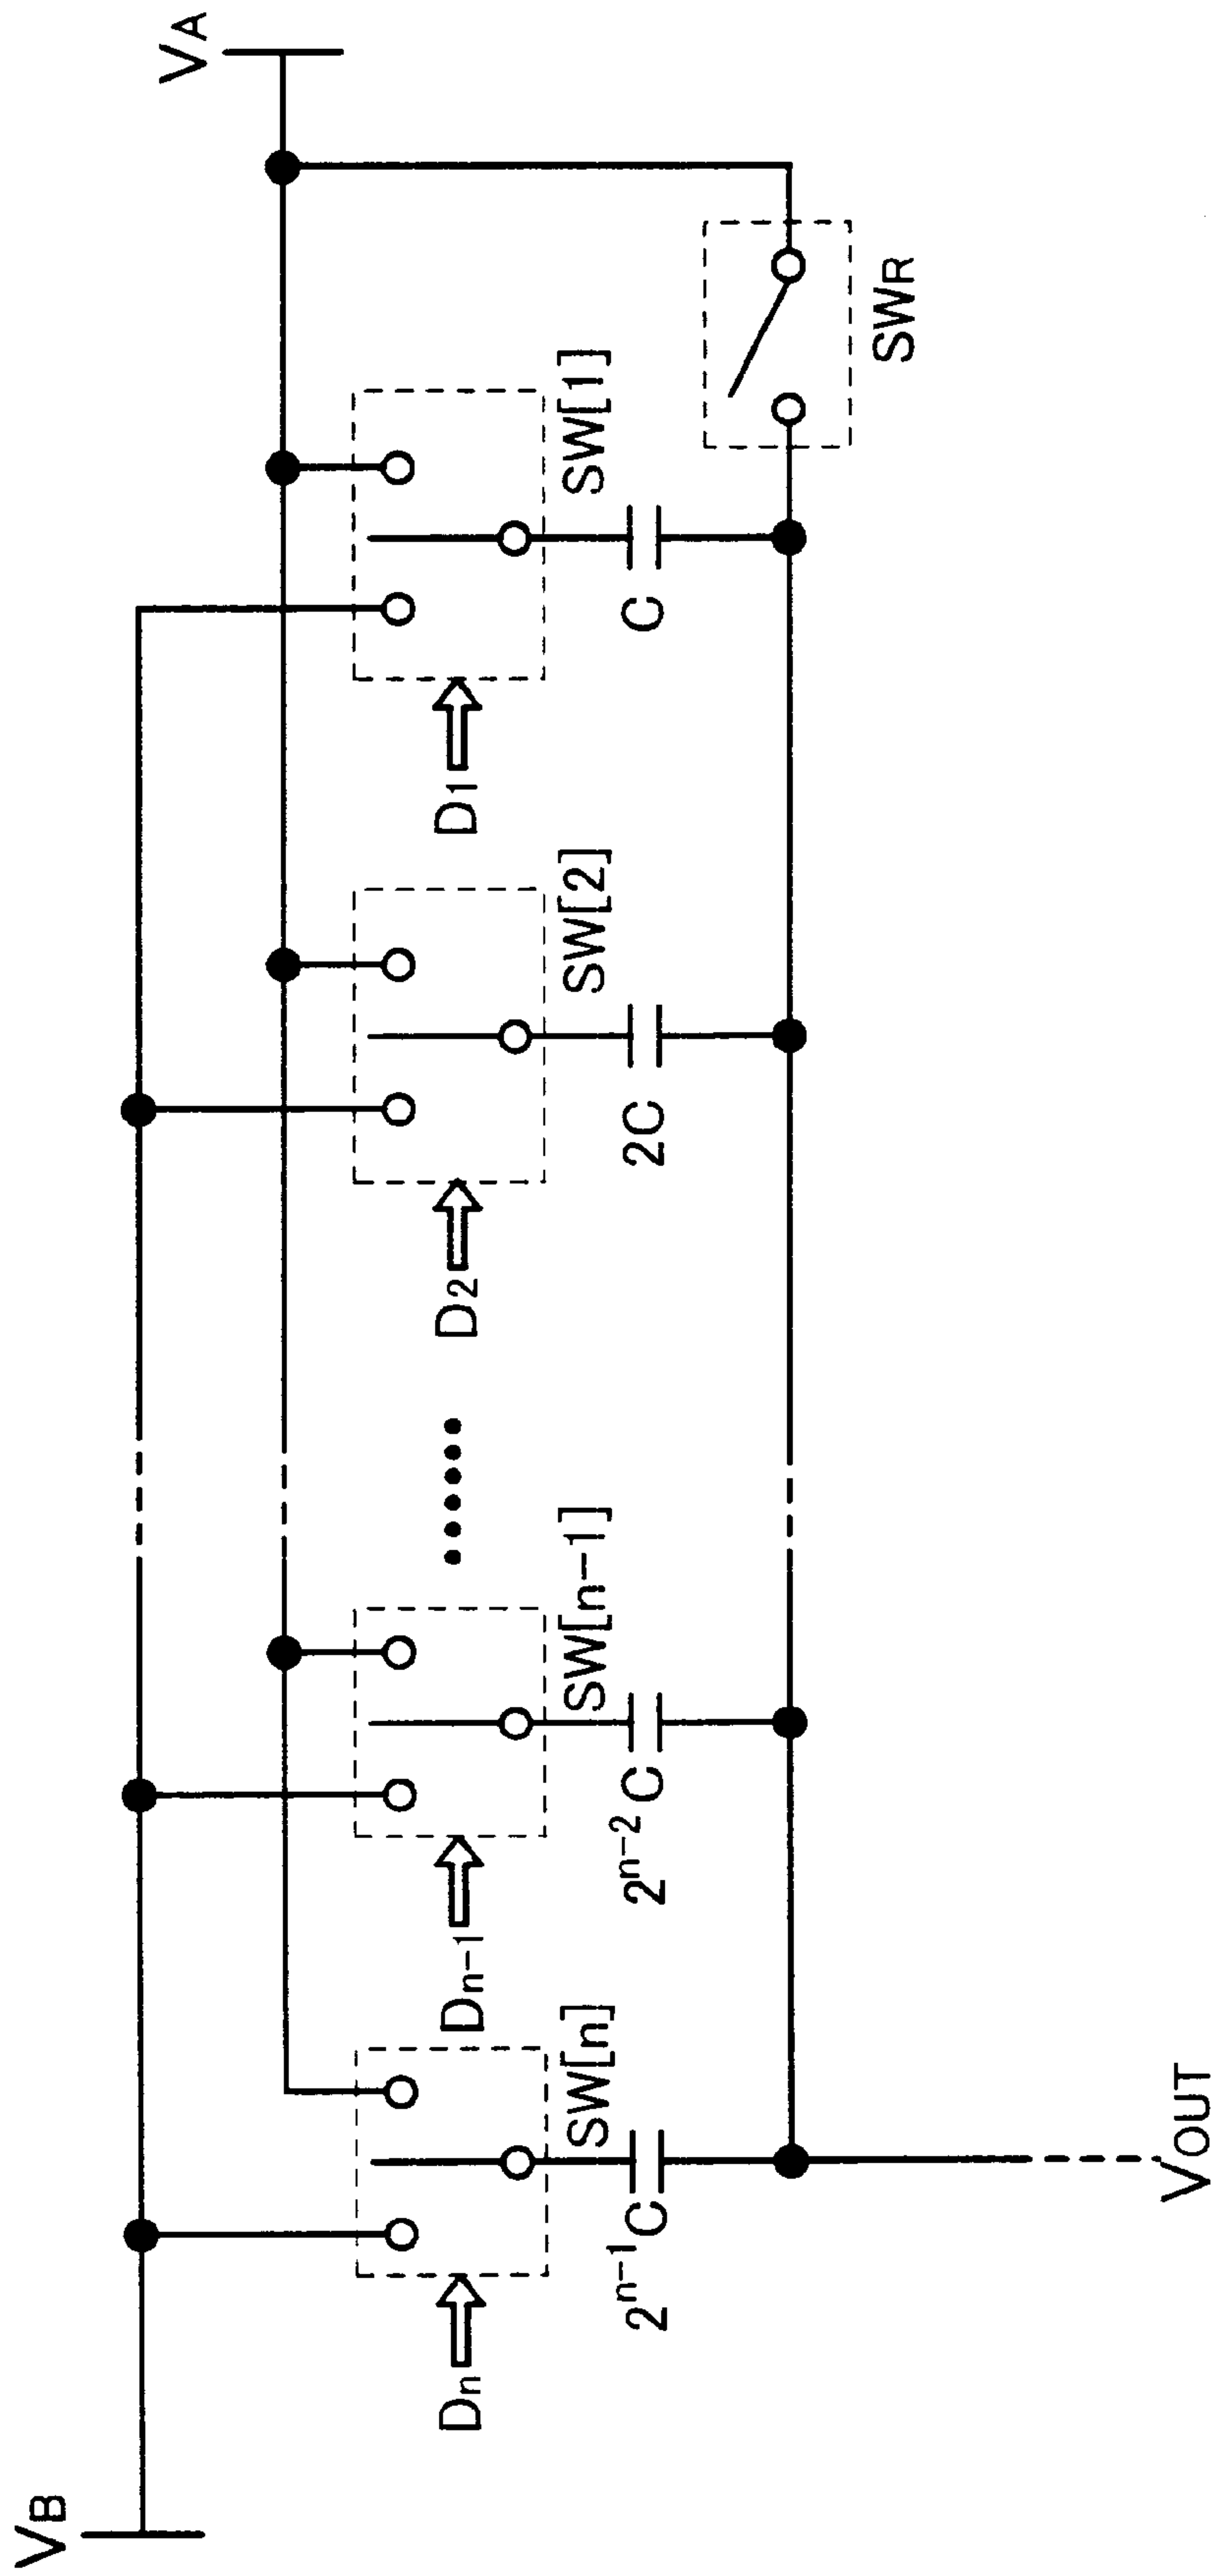 VB
VA
Dn
Dn-1
D2
D1
SW[n]
SW[n-1]
SW[2]
SW[1]
2n-1C
2n-2C
2C
C
SWR
VOUT